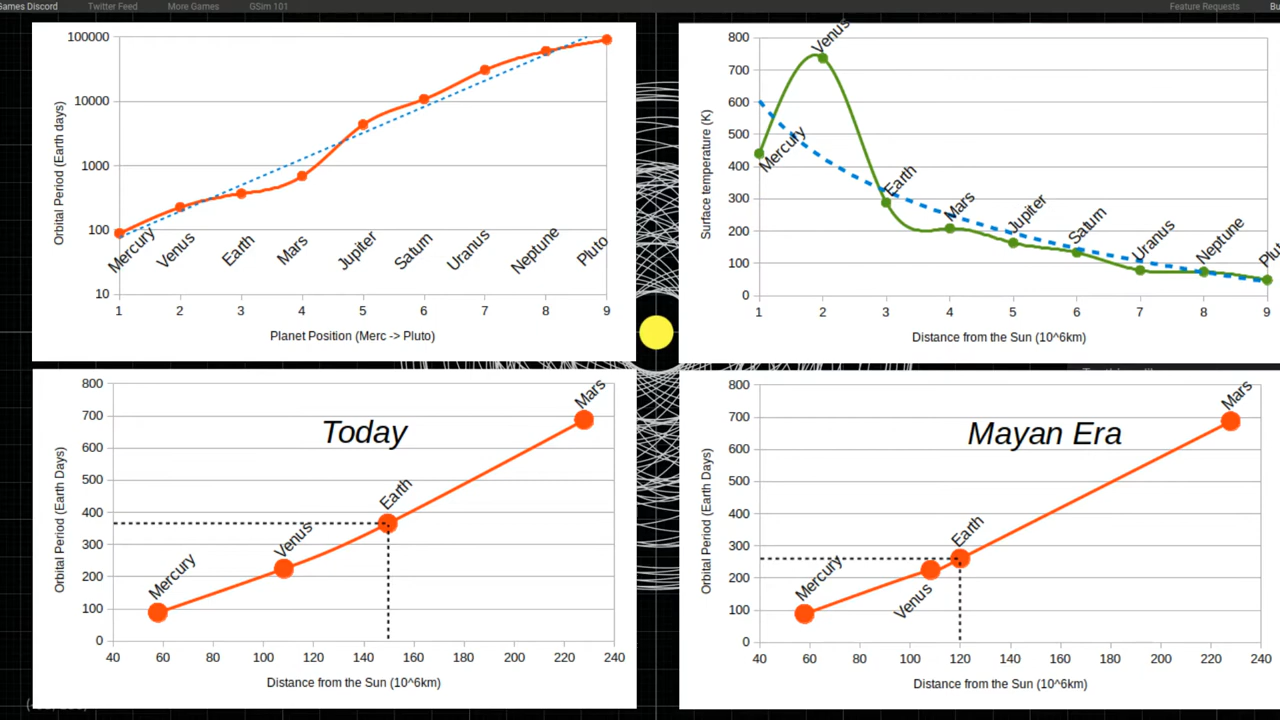 Games Discord Twitter Feed More Games GSim 101 Feature Requests
100000
10000
1000
100
10
Orbital Period (Earth days)
Mercury Venus Earth Mars Jupiter Saturn Uranus Neptune Pluto
1 2 3 4 5 6 7 8 9
Planet Position (Merc -> Pluto)
800
700
600
500
400
300
200
100
0
Surface temperature (K)
Mercury Venus Earth Mars Jupiter Saturn Uranus Neptune
1 2 3 4 5 6 7 8 9
Distance from the Sun (10^6km)
Today
800
700
600
500
400
300
200
100
0
Orbital Period (Earth Days)
Mercury Venus Earth Mars
40 60 80 100 120 140 160 180 200 220 240
Distance from the Sun (10^6km)
Mayan Era
800
700
600
500
400
300
200
100
0
Orbital Period (Earth Days)
Mercury Venus Earth Mars
40 60 80 100 120 140 160 180 200 220 240
Distance from the Sun (10^6km)